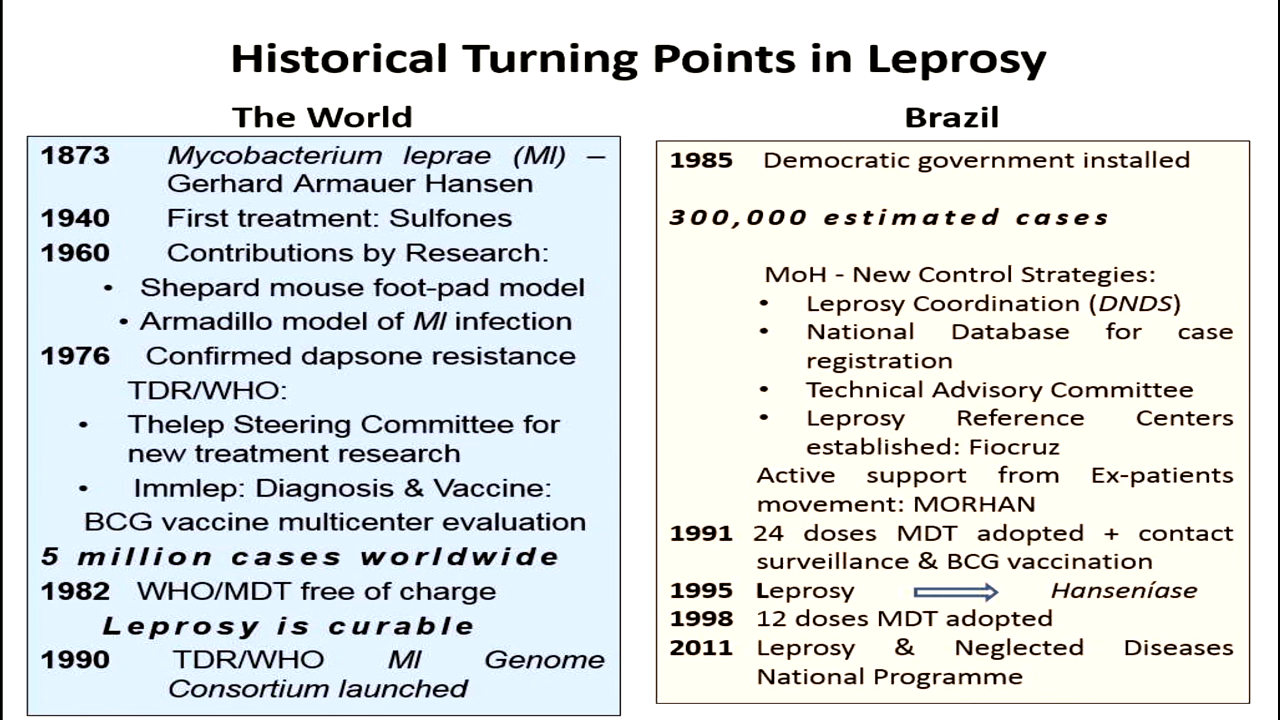 Historical Turning Points in Leprosy
The World
1873 Mycobacterium leprae (Ml) –
Gerhard Armauer Hansen
1940 First treatment: Sulfones
1960 Contributions by Research:
• Shepard mouse foot-pad model
• Armadillo model of Ml infection
1976 Confirmed dapsone resistance
TDR/WHO:
• Thelep Steering Committee for
new treatment research
• Immlep: Diagnosis & Vaccine:
BCG vaccine multicenter evaluation
5 million cases worldwide
1982 WHO/MDT free of charge
Leprosy is curable
1990 TDR/WHO Ml Genome
Consortium launched
Brazil
1985 Democratic government installed
300,000 estimated cases
MoH - New Control Strategies:
• Leprosy Coordination (DNDS)
• National Database for case
registration
• Technical Advisory Committee
• Leprosy Reference Centers
established: Fiocruz
Active support from Ex-patients
movement: MORHAN
1991 24 doses MDT adopted + contact
surveillance & BCG vaccination
1995 Leprosy Hanseníase
1998 12 doses MDT adopted
2011 Leprosy & Neglected Diseases
National Programme